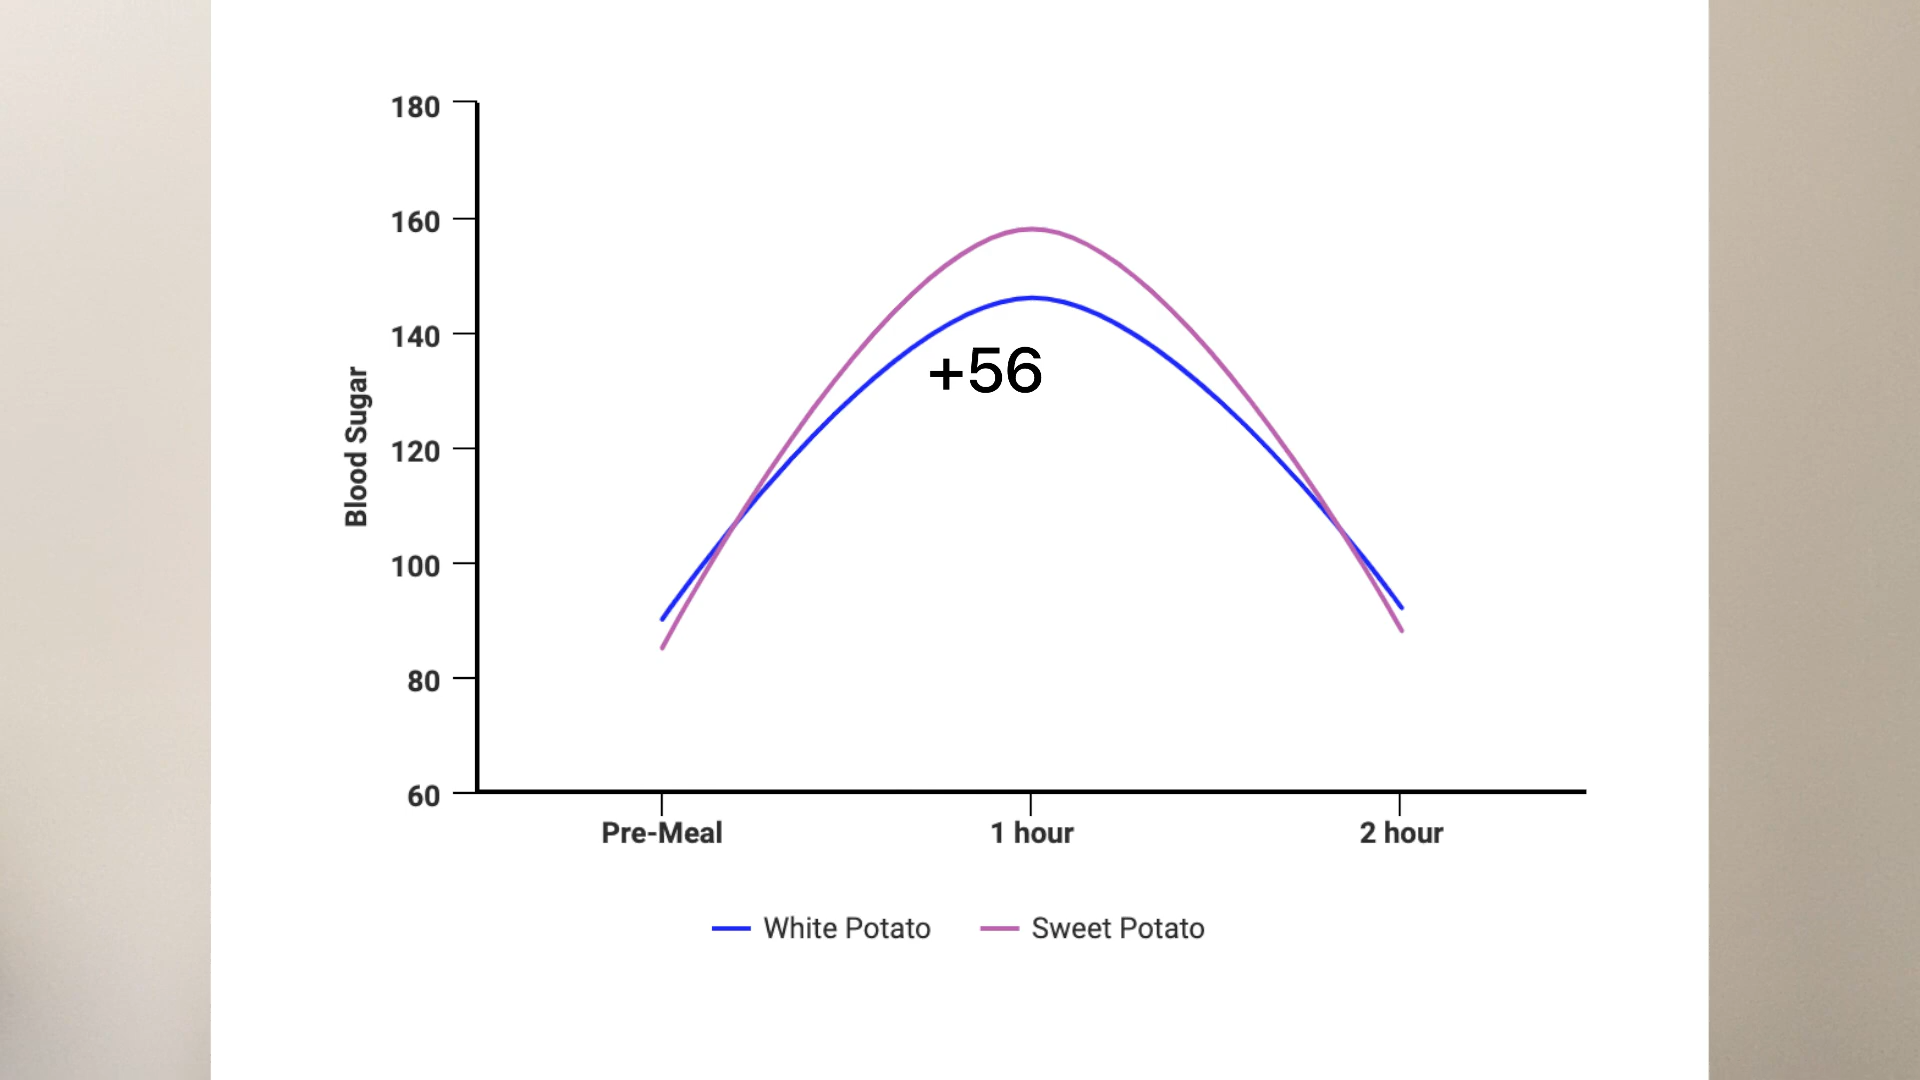 180
160
140
120
100
80
60
Blood Sugar
+56
Pre-Meal
1 hour
2 hour
White Potato
Sweet Potato